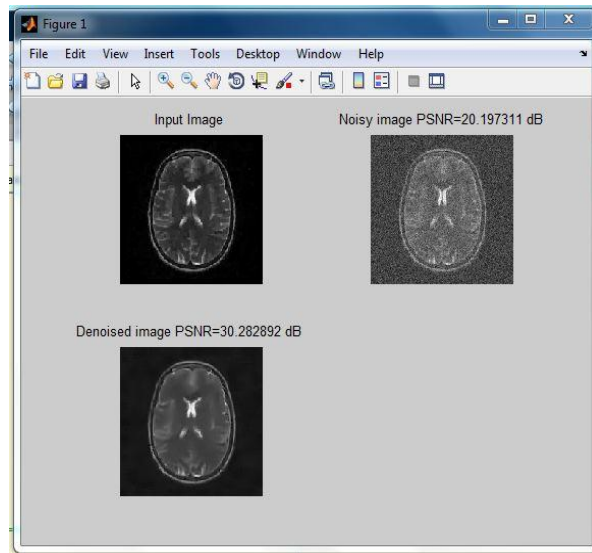 Figure 1
File Edit View Insert Tools Desktop Window Help
Input Image
Noisy image PSNR=20.197311 dB
Denoised image PSNR=30.282892 dB